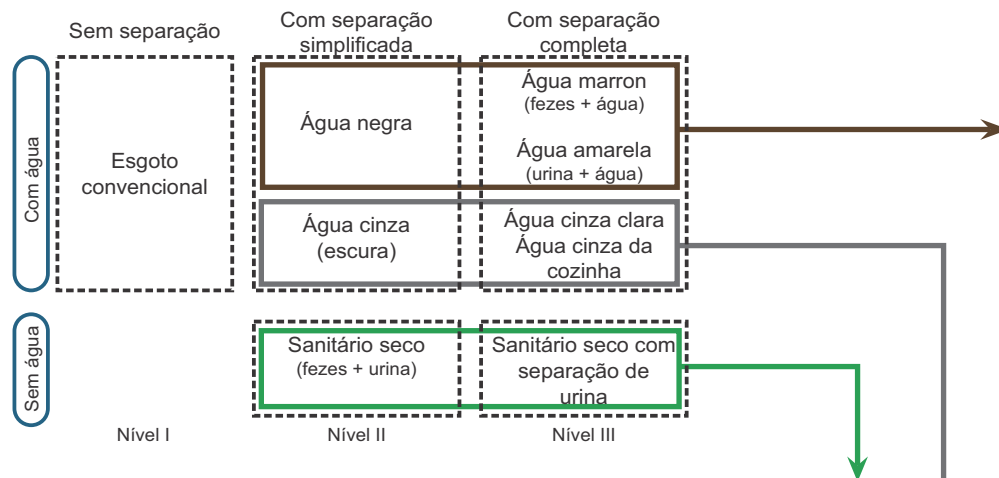 Sem separação
Com separação
simplificada
Com separação
completa
Com água
Esgoto
convencional
Água negra
Água marron
(fezes + água)
Água amarela
(urina + água)
Água cinza
(escura)
Água cinza clara
Água cinza da
cozinha
Sem água
Sanitário seco
(fezes + urina)
Sanitário seco com
separação de
urina
Nível I
Nível II
Nível III